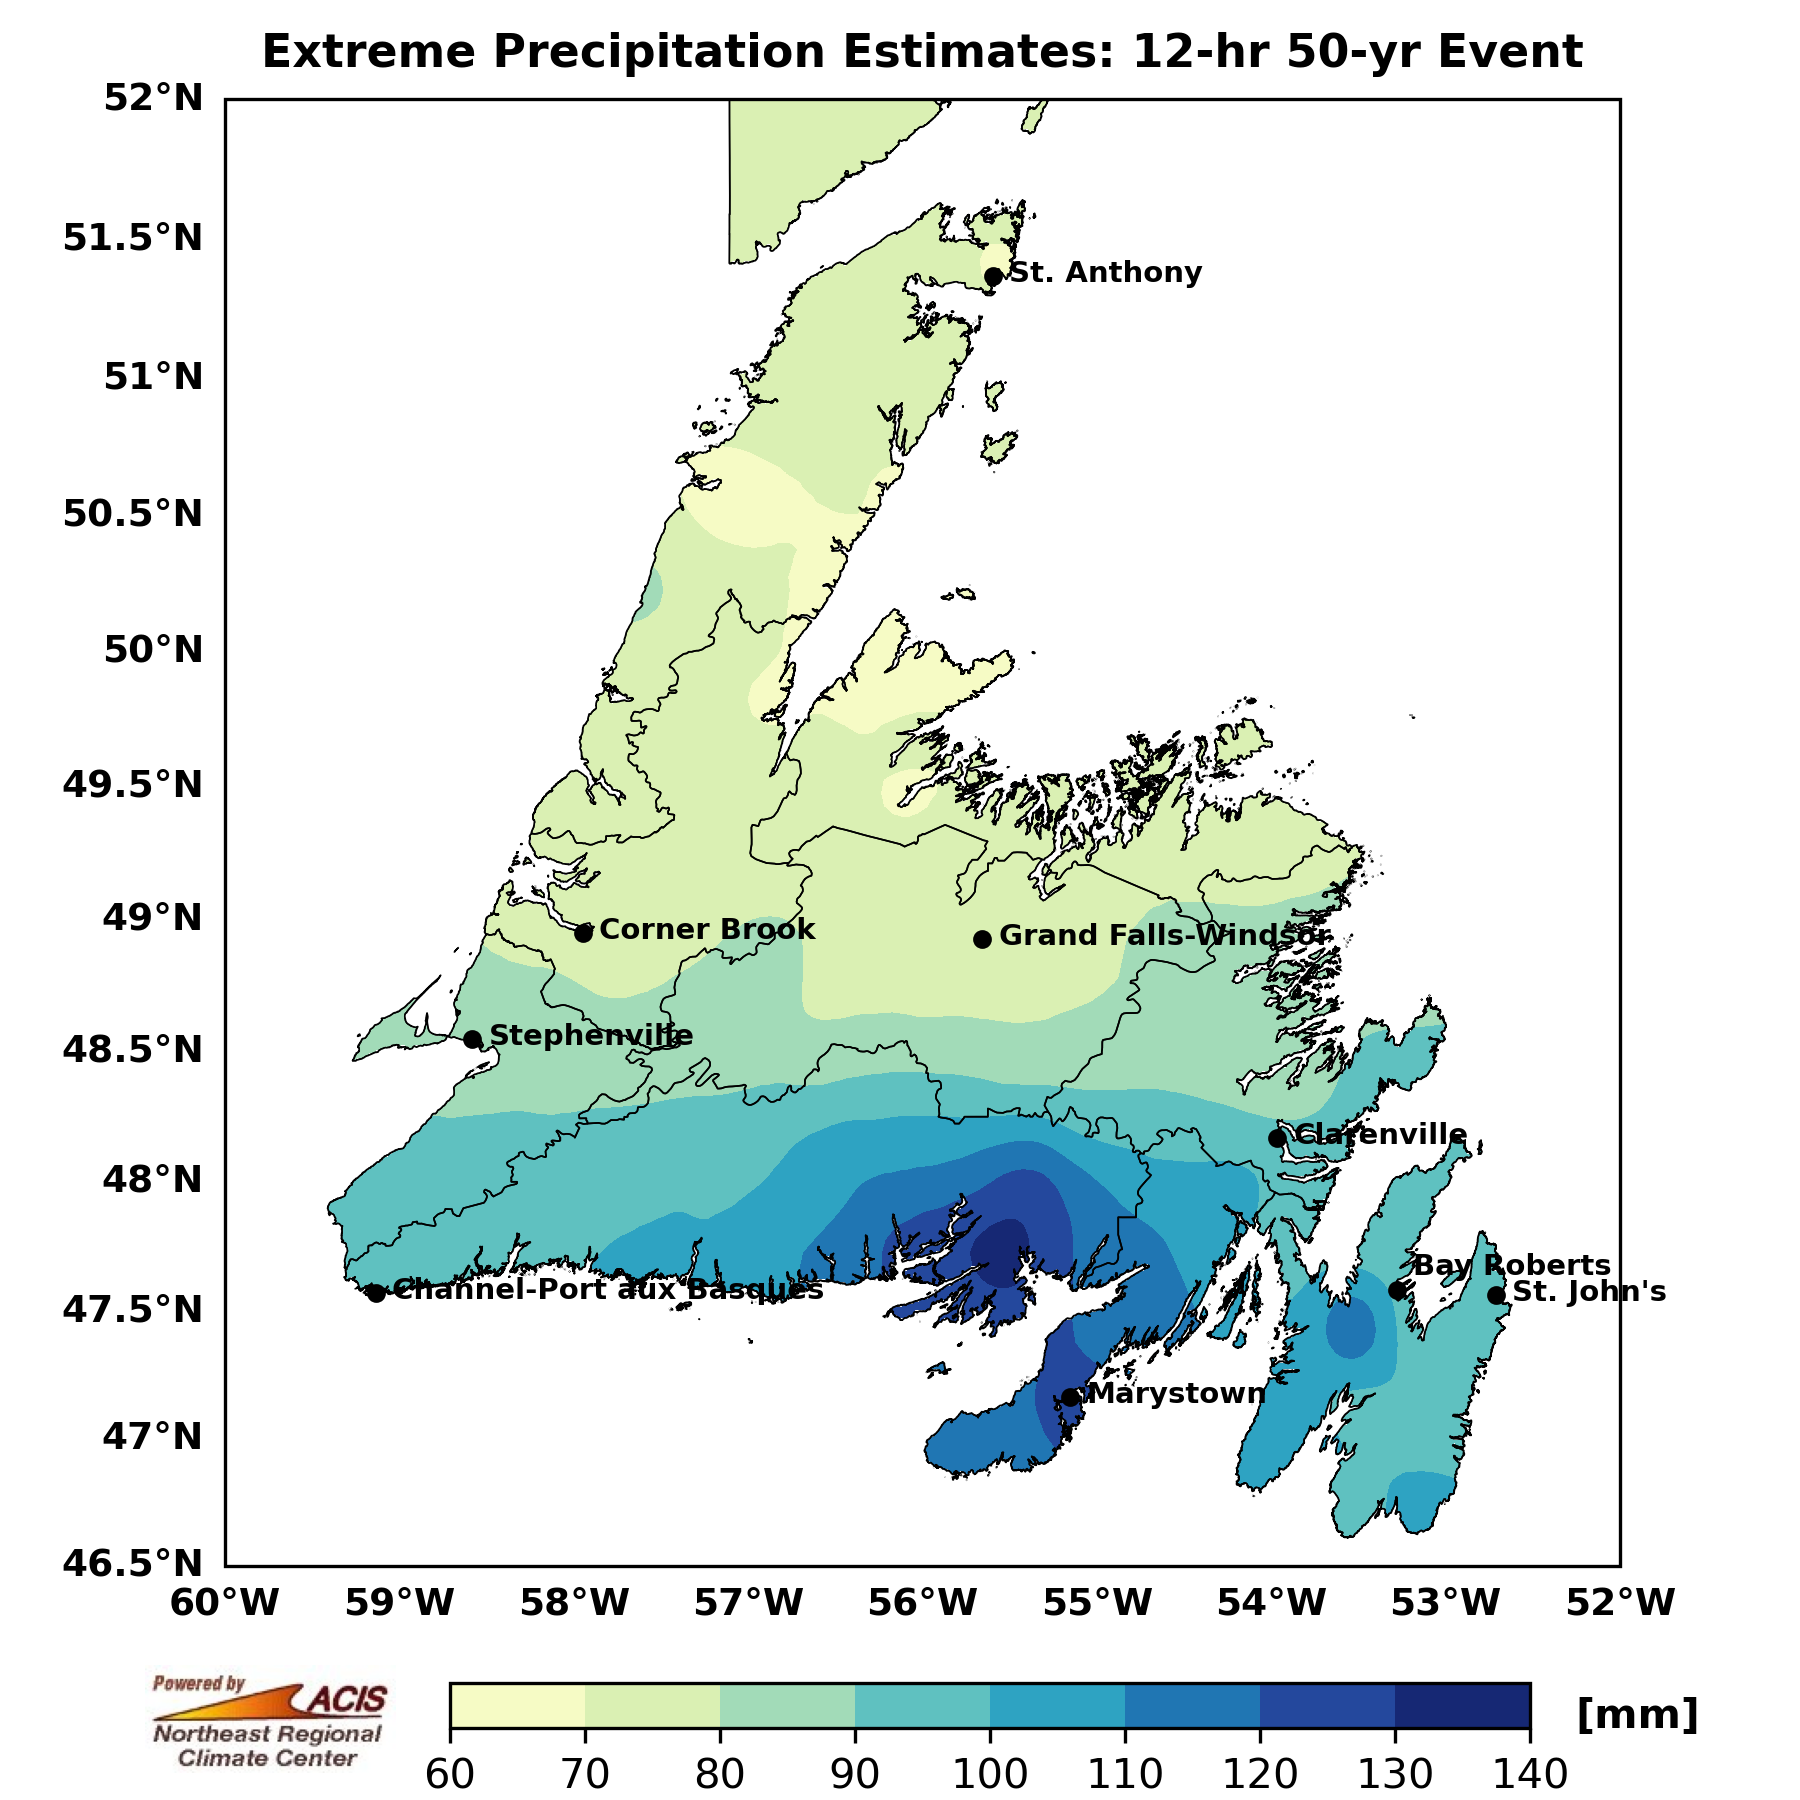 Extreme Precipitation Estimates: 12-hr 50-yr Event
52°N
51.5°N
St. Anthony
51°N
50.5°N
50°N
49.5°N
49°N
Corner Brook
Grand Falls-Windsor
48.5°N
Stephenville
Clarenville
48°N
Bay Roberts
47.5°N
Channel-Port aux Basques
St. John's
Marystown
47°N
46.5°N
60°W 59°W 58°W 57°W 56°W 55°W 54°W 53°W 52°W
Powered by
ACIS
Northeast Regional
Climate Center
[mm]
60 70 80 90 100 110 120 130 140